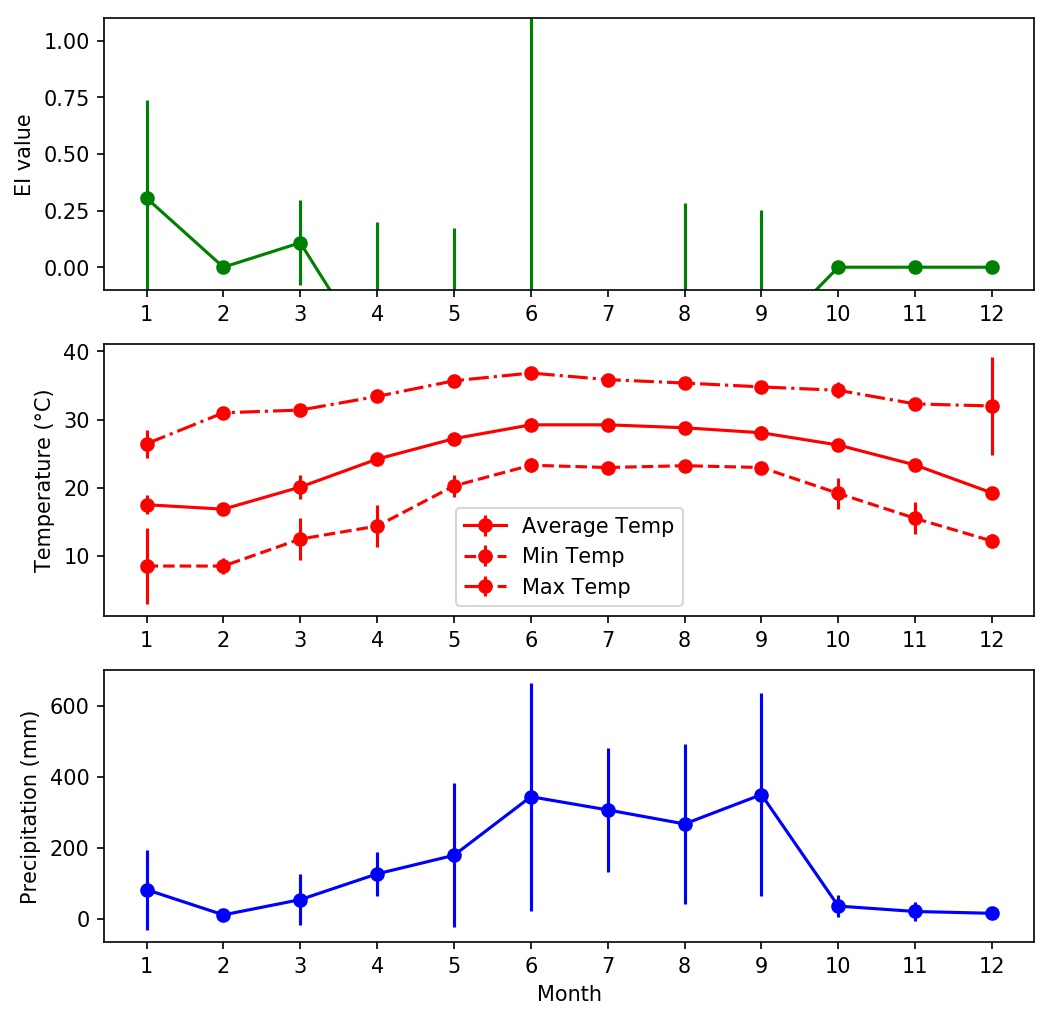 EI value
1.00
0.75
0.50
0.25
0.00
1 2 3 4 5 6 7 8 9 10 11 12
Temperature (°C)
40
30
20
10
Average Temp
Min Temp
Max Temp
1 2 3 4 5 6 7 8 9 10 11 12
Precipitation (mm)
600
400
200
0
1 2 3 4 5 6 7 8 9 10 11 12
Month